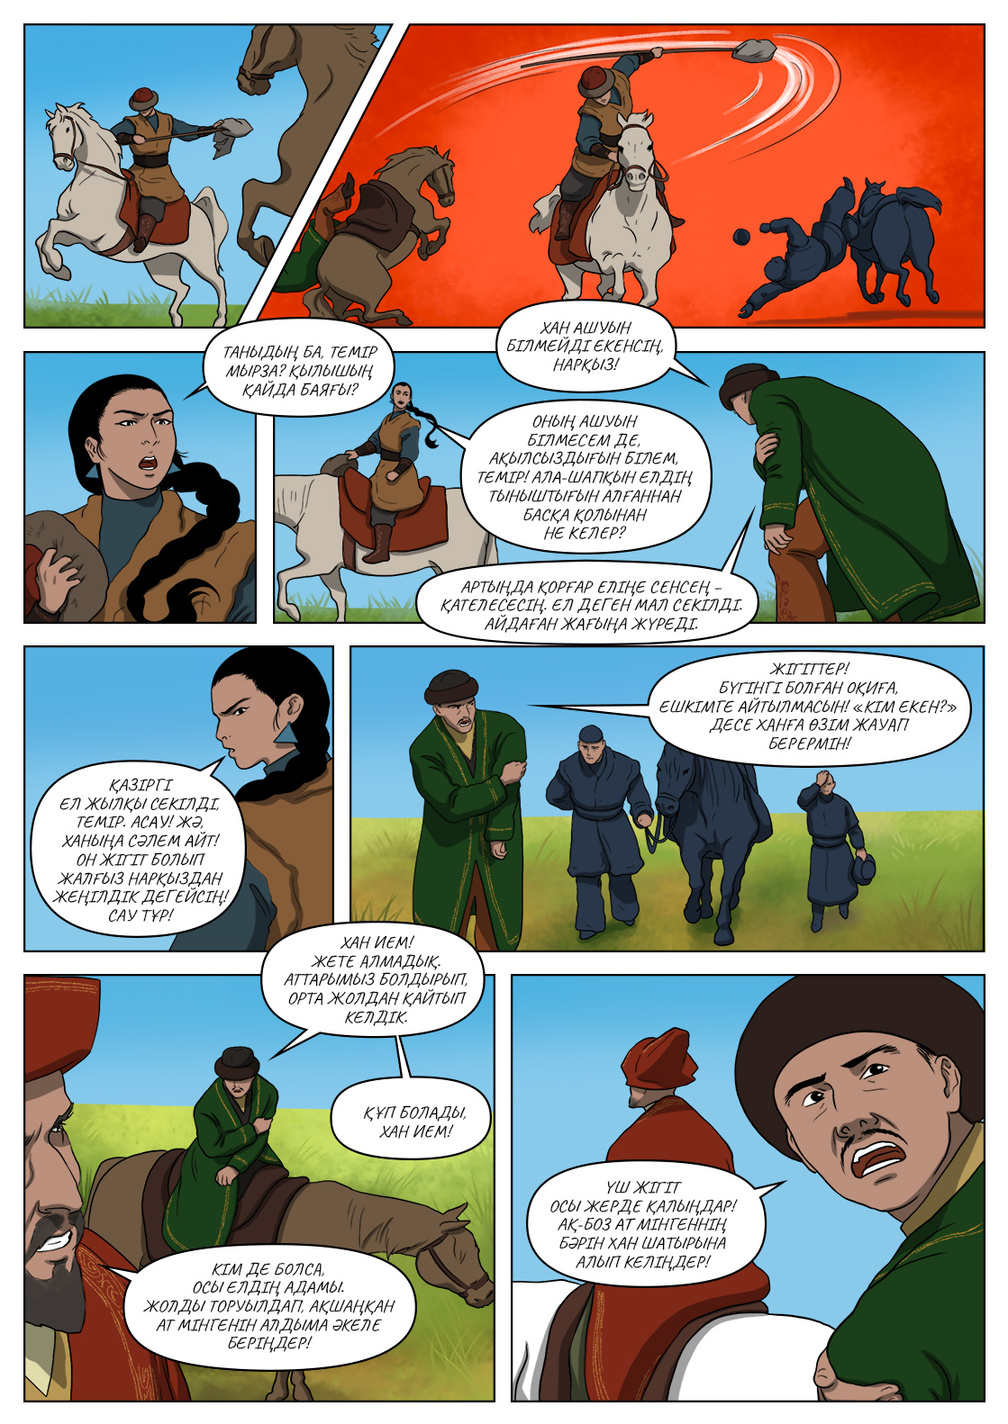 ТАНЫДЫҢ БА, ТЕМІР
МЫРЗА? ҚЫЛЫШЫҢ
ҚАЙДА БАЯҒЫ?
ХАН АШУЫН
БІЛМЕЙДІ ЕКЕНСІҢ,
НАРҚЫЗ!
ОНЫҢ АШУЫН
БІЛМЕСЕМ ДЕ,
АҚЫЛСЫЗДЫҒЫН БІЛЕМ,
ТЕМІР! АЛА-ШАПҚЫН ЕЛДІҢ
ТЫНЫШТЫҒЫН АЛҒАННАН
БАСҚА ҚОЛЫНАН
НЕ КЕЛЕР?
АРТЫҢДА ҚОРҒАР ЕЛІҢЕ СЕНСЕҢ –
ҚАТЕЛЕСЕСІҢ. ЕЛ ДЕГЕН МАЛ СЕКІЛДІ.
АЙДАҒАН ЖАҒЫҢА ЖҮРЕДІ.
ҚАЗІРГІ
ЕЛ ЖЫЛҚЫ СЕКІЛДІ,
ТЕМІР. АСАУ! ЖӘ,
ХАНЫҢА СӘЛЕМ АЙТ!
ОН ЖІГІТ БОЛЫП
ЖАЛҒЫЗ НАРҚЫЗДАН
ЖЕҢІЛДІК ДЕГЕЙСІҢ!
САУ ТҰР!
ЖІГІТТЕР!
БҮГІНГІ БОЛҒАН ОҚИҒА,
ЕШКІМГЕ АЙТЫЛМАСЫН! «КІМ ЕКЕН?»
ДЕСЕ ХАНҒА ӨЗІМ ЖАУАП
БЕРЕРМІН!
ХАН ИЕМ!
ЖЕТЕ АЛМАДЫҚ.
АТТАРЫМЫЗ БОЛДЫРЫП,
ОРТА ЖОЛДАН ҚАЙТЫП
КЕЛДІК.
ҚҰП БОЛАДЫ,
ХАН ИЕМ!
КІМ ДЕ БОЛСА,
ОСЫ ЕЛДІҢ АДАМЫ.
ЖОЛДЫ ТОРУЫЛДАП, АҚШАҢҚАН
АТ МІНГЕНІН АЛДЫМА ӘКЕЛЕ
БЕРІҢДЕР!
ҮШ ЖІГІТ
ОСЫ ЖЕРДЕ ҚАЛЫҢДАР!
АҚ-БОЗ АТ МІНГЕННІҢ
БӘРІН ХАН ШАТЫРЫНА
АЛЫП КЕЛІҢДЕР!